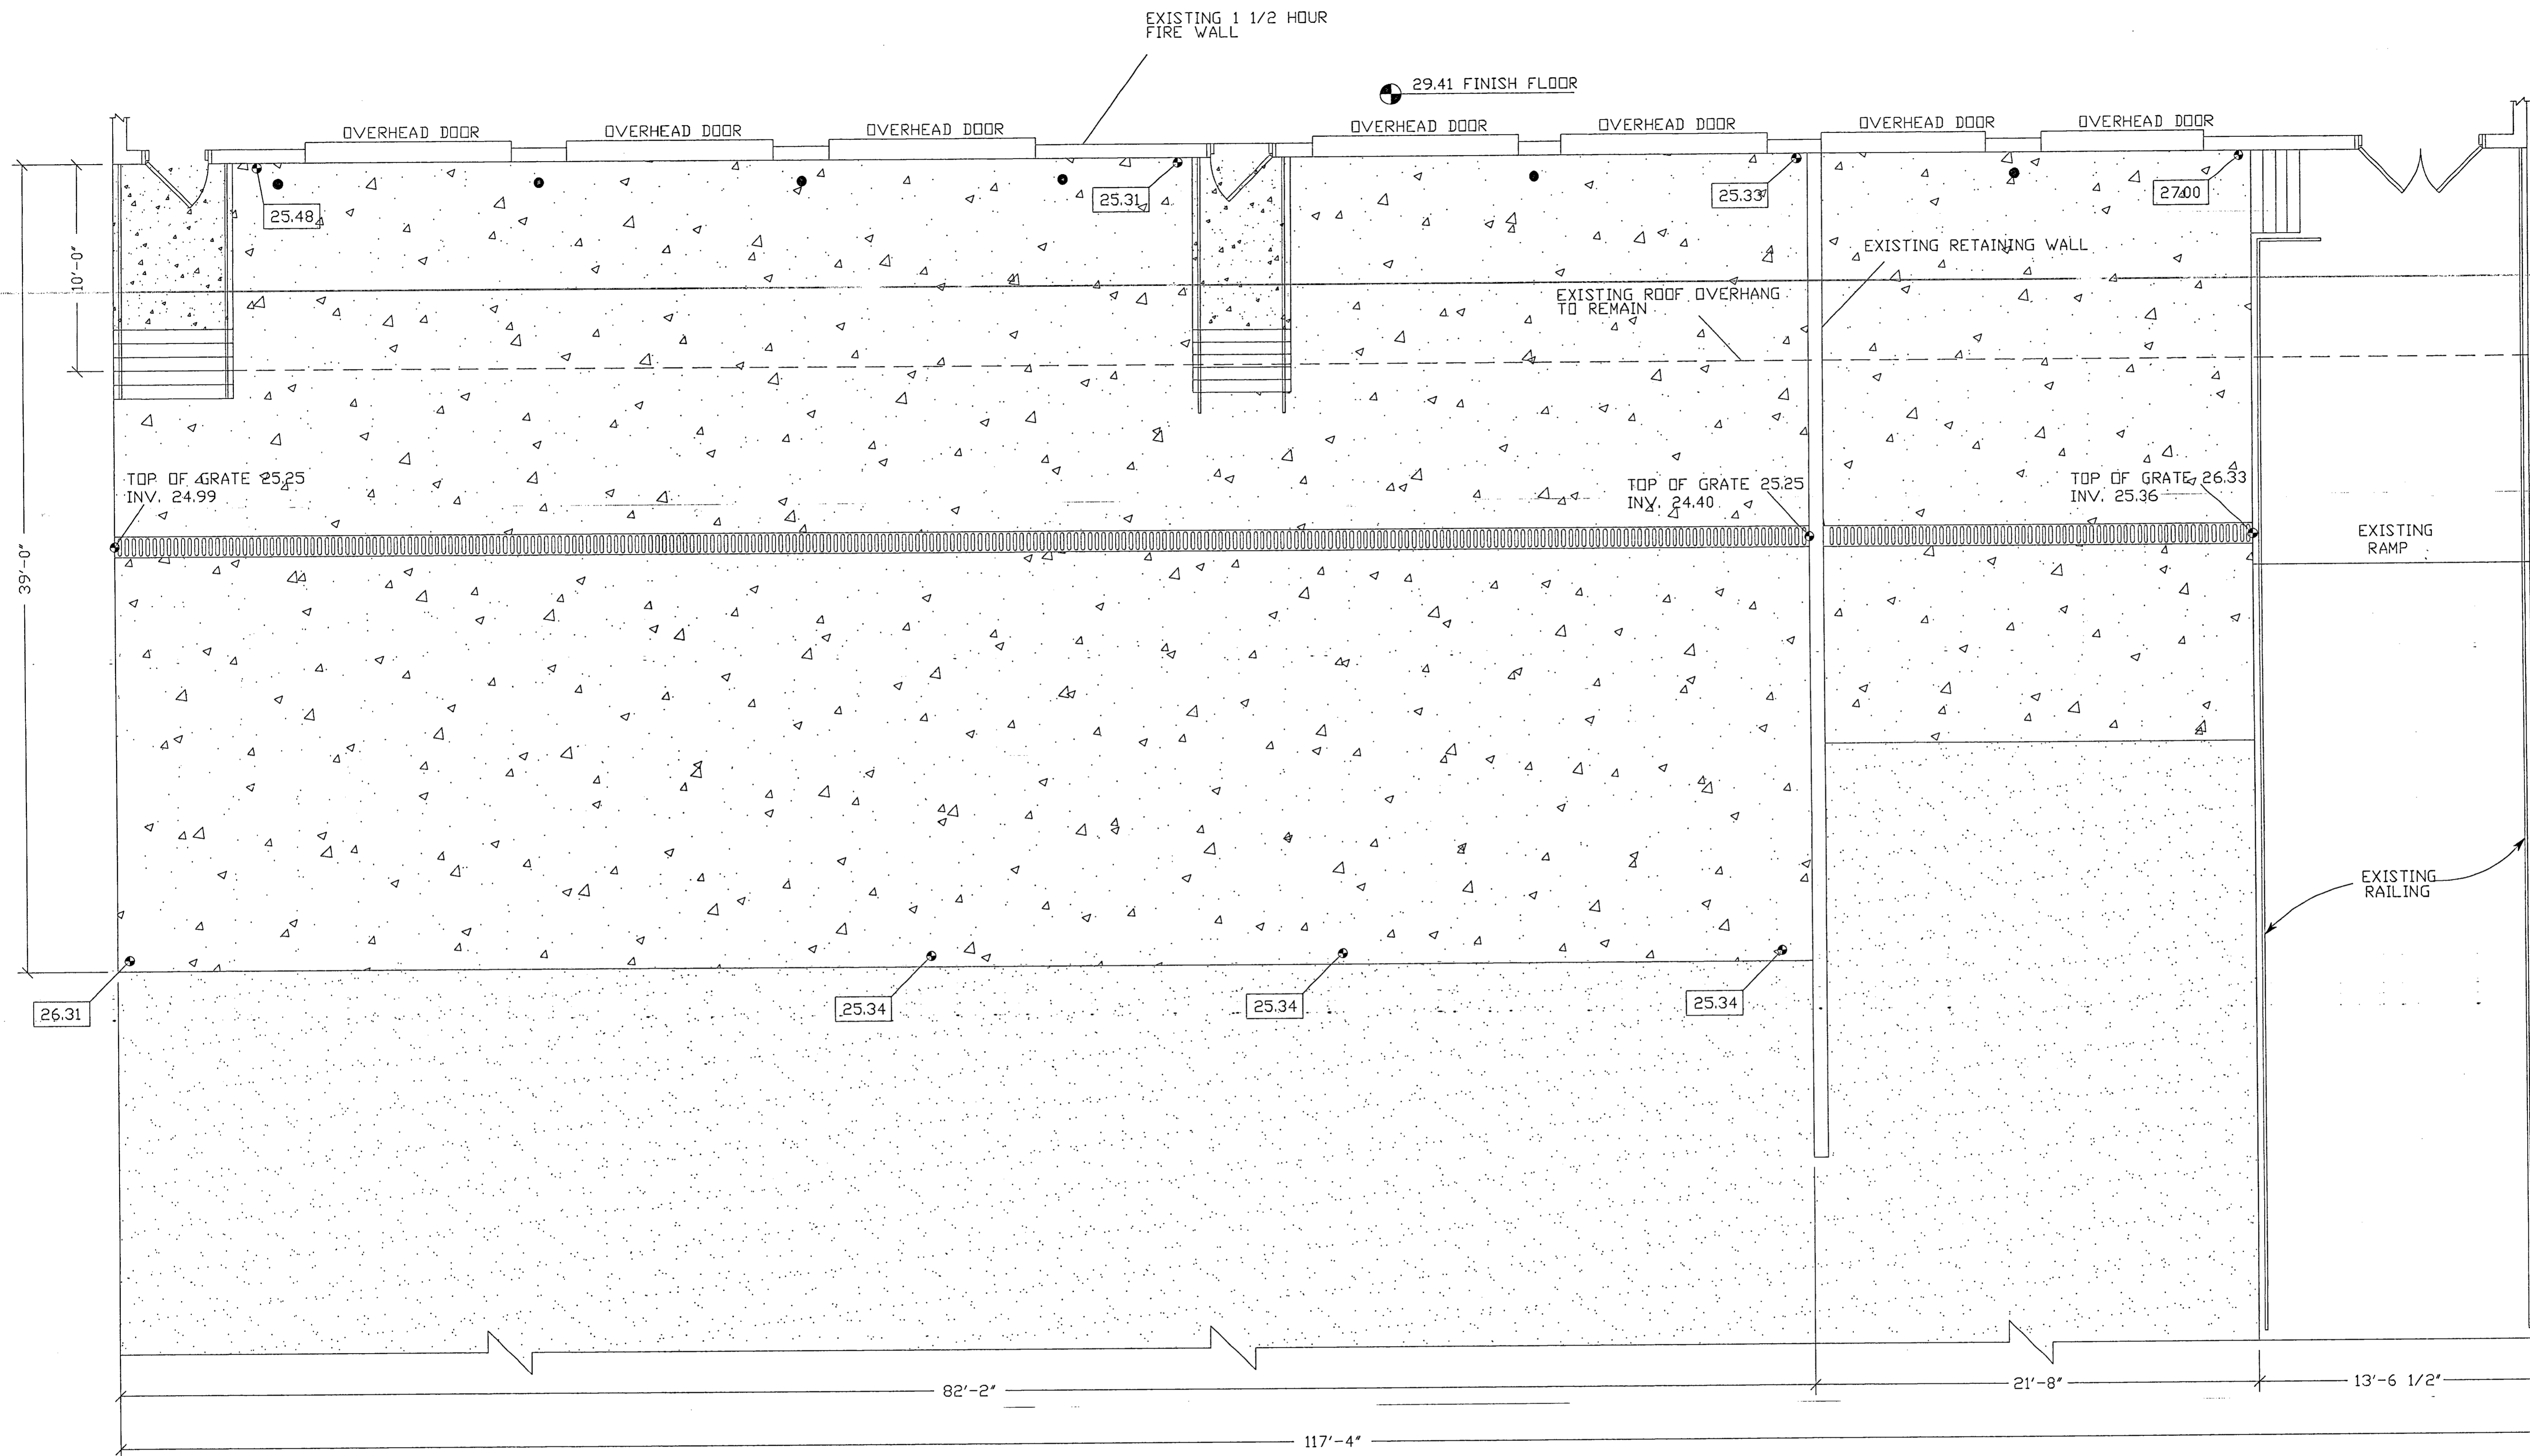 EXISTING 1 1/2 HOUR
FIRE WALL
29.41 FINISH FLOOR
OVERHEAD DOOR
OVERHEAD DOOR
OVERHEAD DOOR
OVERHEAD DOOR
OVERHEAD DOOR
OVERHEAD DOOR
OVERHEAD DOOR
25.48
25.31
25.33
27.00
10'-0"
EXISTING RETAINING WALL
EXISTING ROOF OVERHANG
TO REMAIN
TOP OF GRATE 25.25
INV. 24.99
TOP OF GRATE 25.25
INV. 24.40
TOP OF GRATE 26.33
INV. 25.36
39'-0"
EXISTING
RAMP
EXISTING
RAILING
26.31
25.34
25.34
25.34
82'-2"
21'-8"
13'-6 1/2"
117'-4"